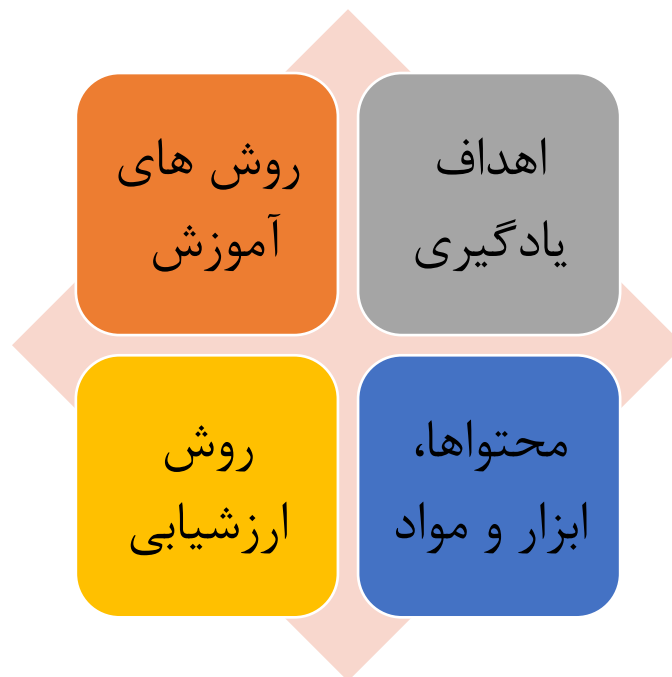 اهداف
یادگیری
روش های
آموزش
محتواها،
ابزار و مواد
روش
ارزشیابی